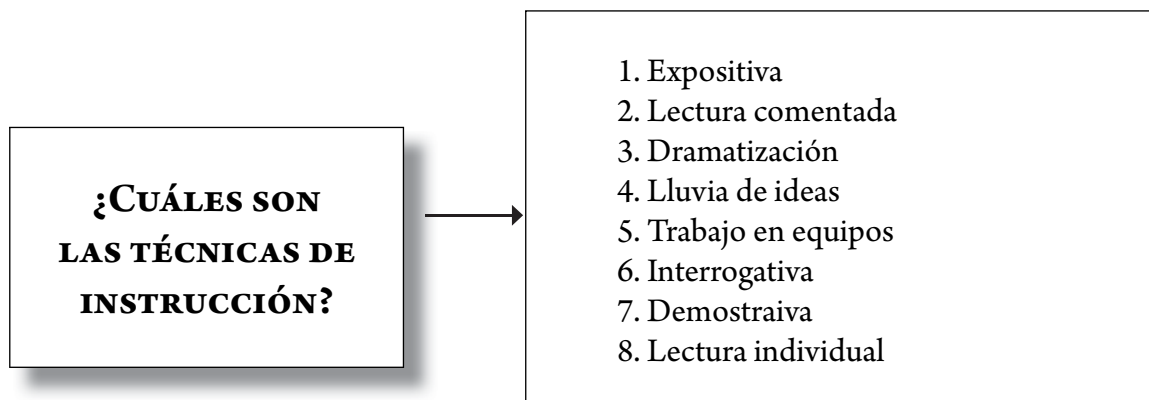 ¿Cuáles son
las técnicas de
instrucción?
1. Expositiva
2. Lectura comentada
3. Dramatización
4. Lluvia de ideas
5. Trabajo en equipos
6. Interrogativa
7. Demostraiva
8. Lectura individual